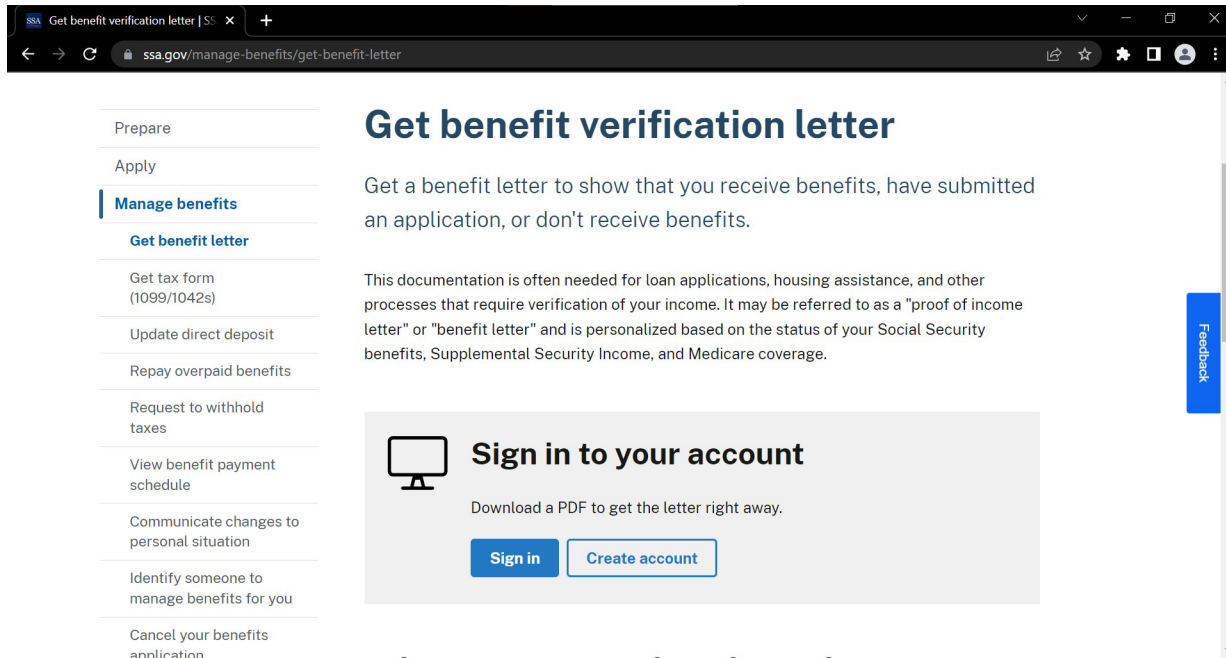 SSA Get benefit verification letter | SS
ssa.gov/manage-benefits/get-benefit-letter
Prepare
Apply
Manage benefits
Get benefit letter
Get tax form
(1099/1042s)
Update direct deposit
Repay overpaid benefits
Request to withhold
taxes
View benefit payment
schedule
Communicate changes to
personal situation
Identify someone to
manage benefits for you
Cancel your benefits
application
Get benefit verification letter
Get a benefit letter to show that you receive benefits, have submitted
an application, or don't receive benefits.
This documentation is often needed for loan applications, housing assistance, and other
processes that require verification of your income. It may be referred to as a "proof of income
letter" or "benefit letter" and is personalized based on the status of your Social Security
benefits, Supplemental Security Income, and Medicare coverage.
Sign in to your account
Download a PDF to get the letter right away.
Sign in
Create account
Feedback